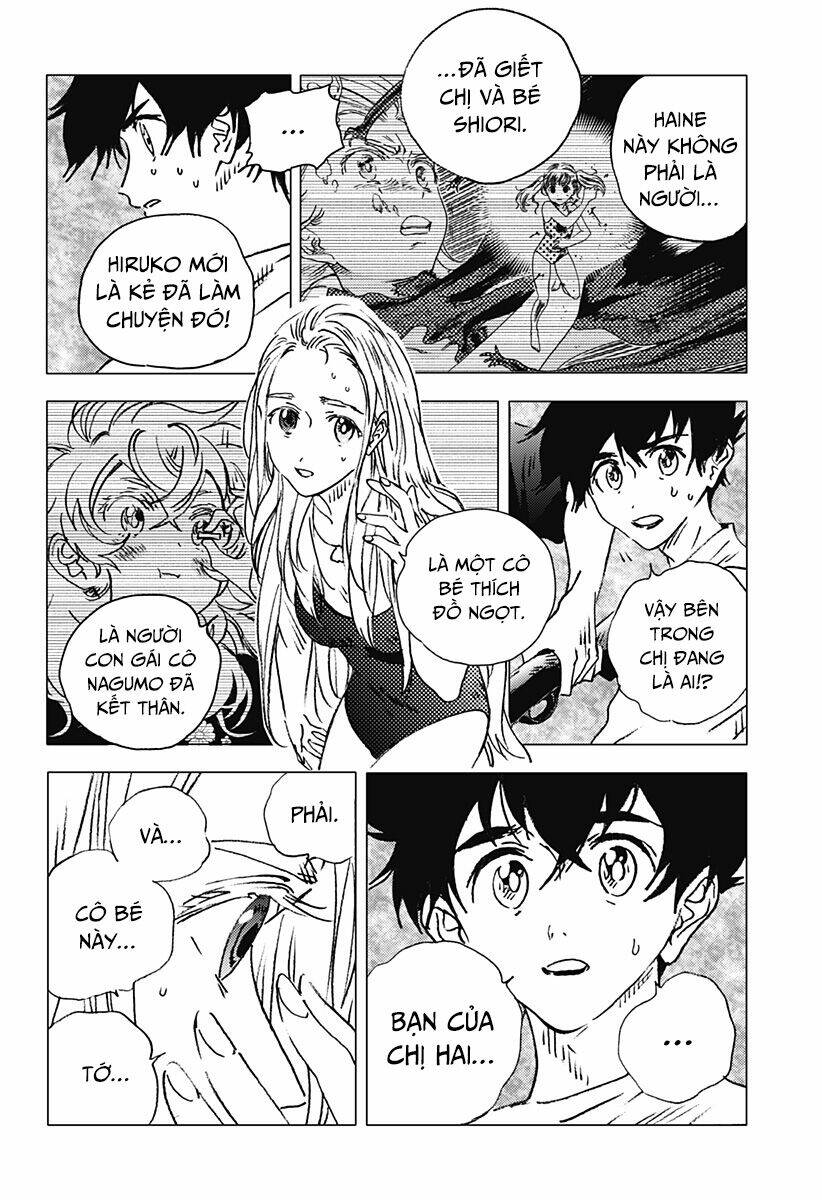 HAINE
NÀY KHÔNG
PHẢI LÀ
NGƯỜI...
...ĐÃ GIẾT
CHỊ VÀ BÉ
SHIORI.
...
HIRUKO MỚI
LÀ KẺ ĐÃ LÀM
CHUYỆN ĐÓ!
VẬY BÊN
TRONG
CHỊ ĐANG
LÀ AI!?
LÀ MỘT CÔ
BÉ THÍCH
ĐỒ NGỌT.
LÀ NGƯỜI
CON GÁI CÔ
NAGUMO ĐÃ
KẾT THÂN.
...
BẠN CỦA
CHỊ HAI...
PHẢI.
VÀ...
CÔ BÉ
NÀY...
TỚ...